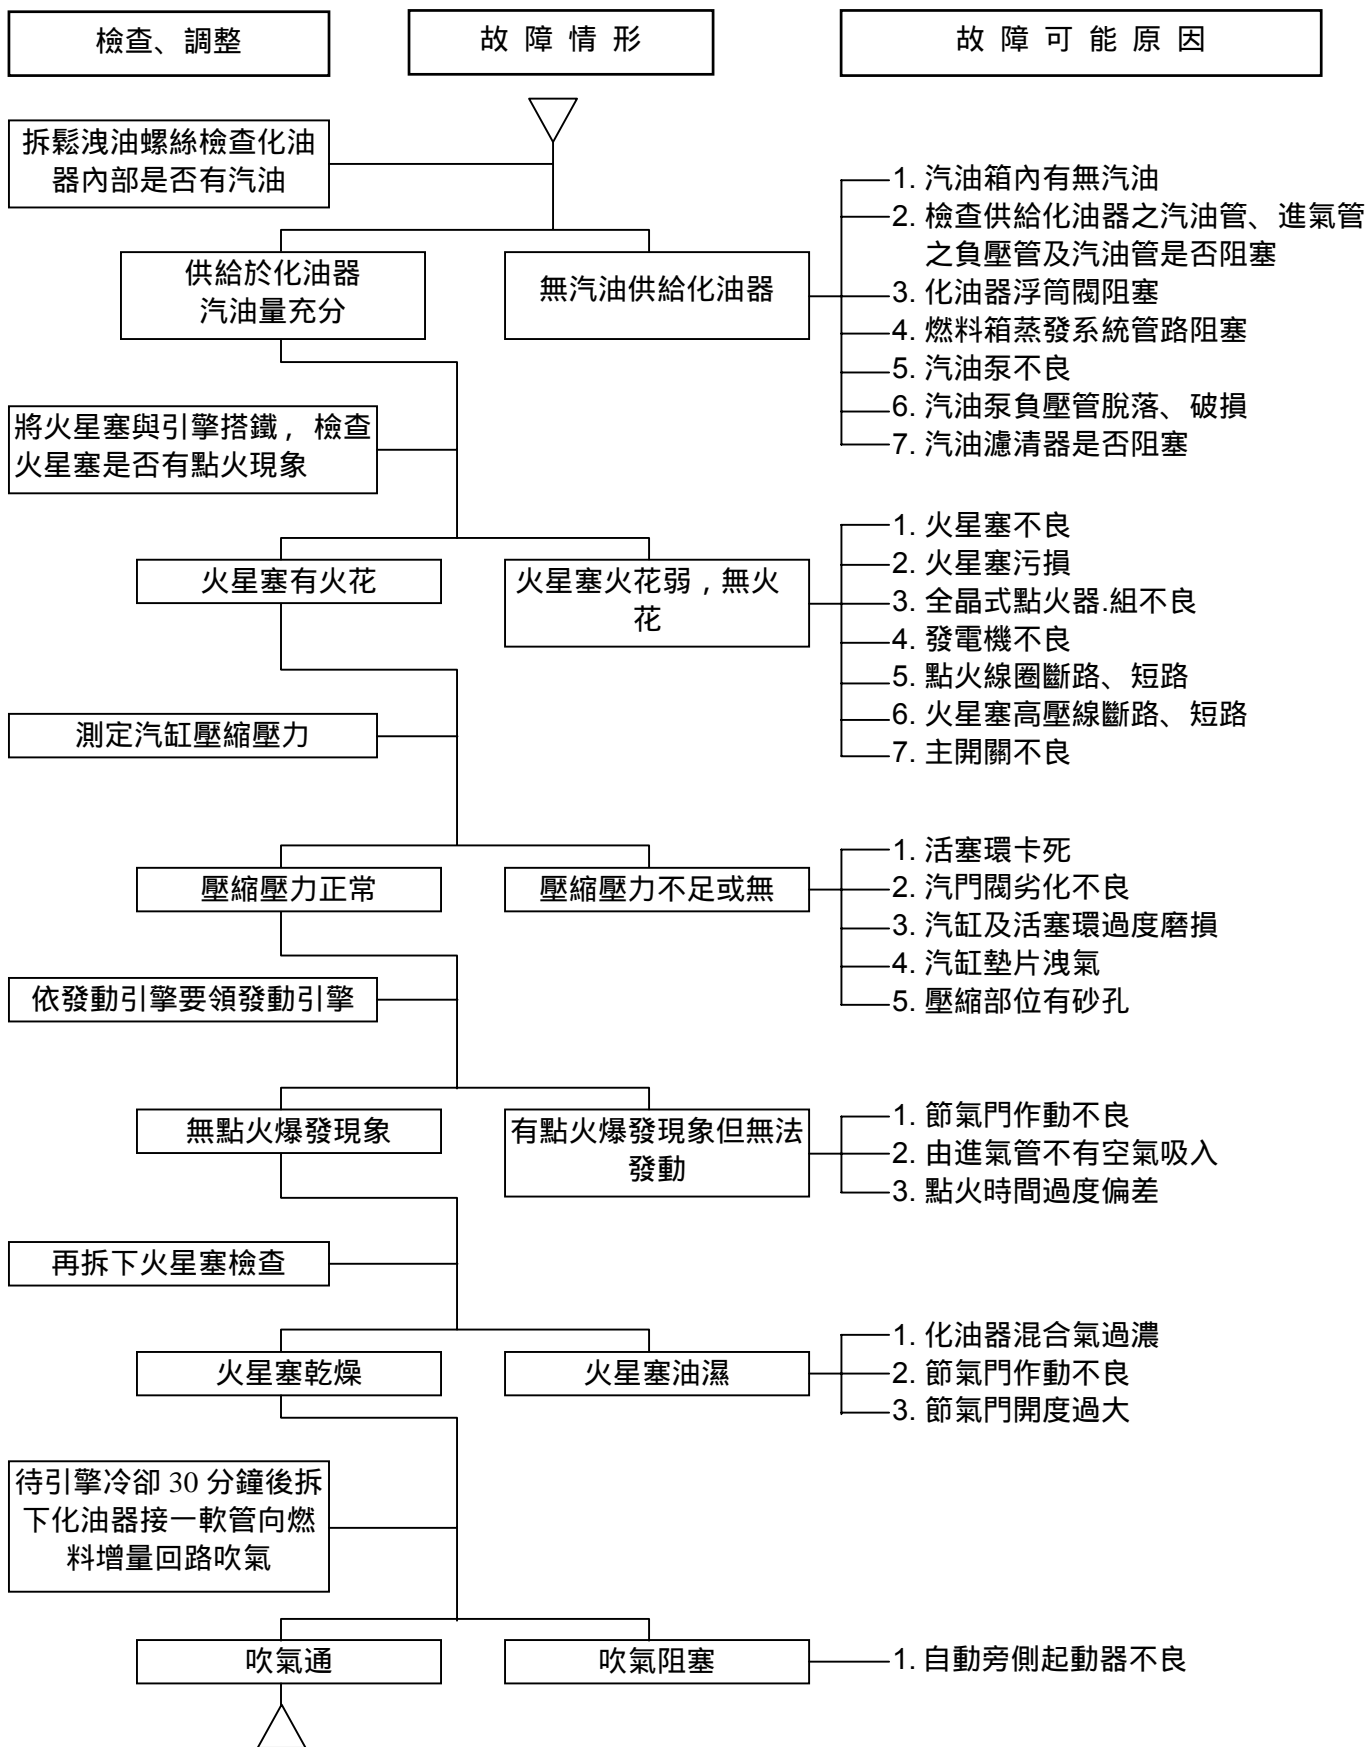 檢查、調整
故 障 情 形
故 障 可 能 原 因
拆鬆洩油螺絲檢查化油
器內部是否有汽油
供給於化油器
汽油量充分
無汽油供給化油器
1. 汽油箱內有無汽油
2. 檢查供給化油器之汽油管、進氣管
之負壓管及汽油管是否阻塞
3. 化油器浮筒閥阻塞
4. 燃料箱蒸發系統管路阻塞
5. 汽油泵不良
6. 汽油泵負壓管脫落、破損
7. 汽油濾清器是否阻塞
將火星塞與引擎搭鐵，檢查
火星塞是否有點火現象
火星塞有火花
火星塞火花弱，無火
花
1. 火星塞不良
2. 火星塞污損
3. 全晶式點火器.組不良
4. 發電機不良
5. 點火線圈斷路、短路
6. 火星塞高壓線斷路、短路
7. 主開關不良
測定汽缸壓縮壓力
壓縮壓力正常
壓縮壓力不足或無
1. 活塞環卡死
2. 汽門閥劣化不良
3. 汽缸及活塞環過度磨損
4. 汽缸墊片洩氣
5. 壓縮部位有砂孔
依發動引擎要領發動引擎
無點火爆發現象
有點火爆發現象但無法
發動
1. 節氣門作動不良
2. 由進氣管不有空氣吸入
3. 點火時間過度偏差
再拆下火星塞檢查
火星塞乾燥
火星塞油濕
1. 化油器混合氣過濃
2. 節氣門作動不良
3. 節氣門開度過大
待引擎冷卻 30 分鐘後拆
下化油器接一軟管向燃
料增量回路吹氣
吹氣通
吹氣阻塞
1. 自動旁側起動器不良